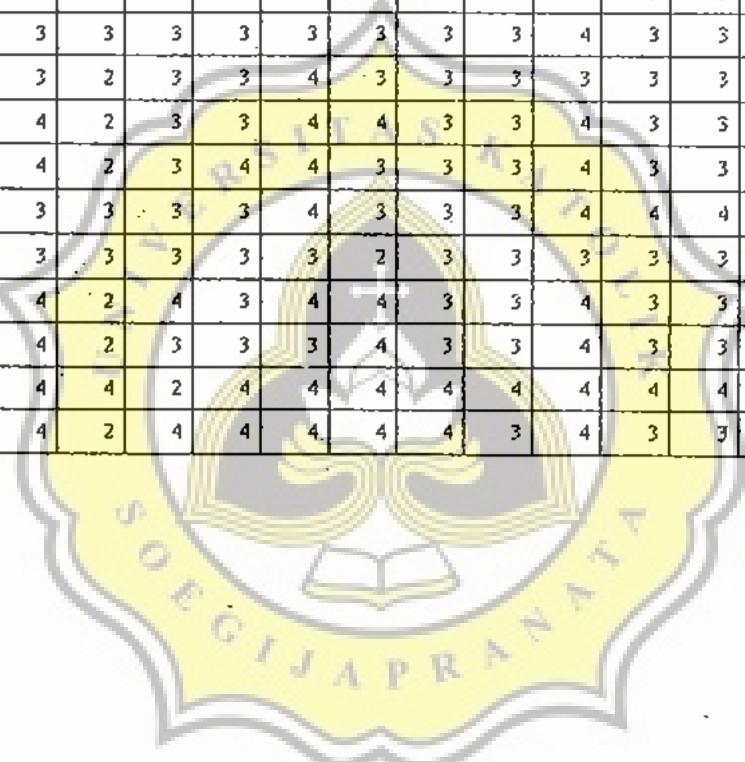 3 3 3 3 3 3 3 3 4 3 3
3 2 3 3 4 3 3 3 3 3 3
4 2 3 3 4 4 3 3 4 3 3
4 2 3 4 4 3 3 3 4 3 3
3 3 3 3 4 3 3 3 4 4 4
3 3 3 3 3 2 3 3 3 3 3
4 2 4 3 4 4 3 3 4 3 3
4 2 3 3 3 4 3 3 4 3 3
4 4 2 4 4 4 4 4 4 4 4
4 2 4 4 4 4 4 3 4 3 3
UNIVERSITAS KATOLIK
SOEGIJAPRANATA